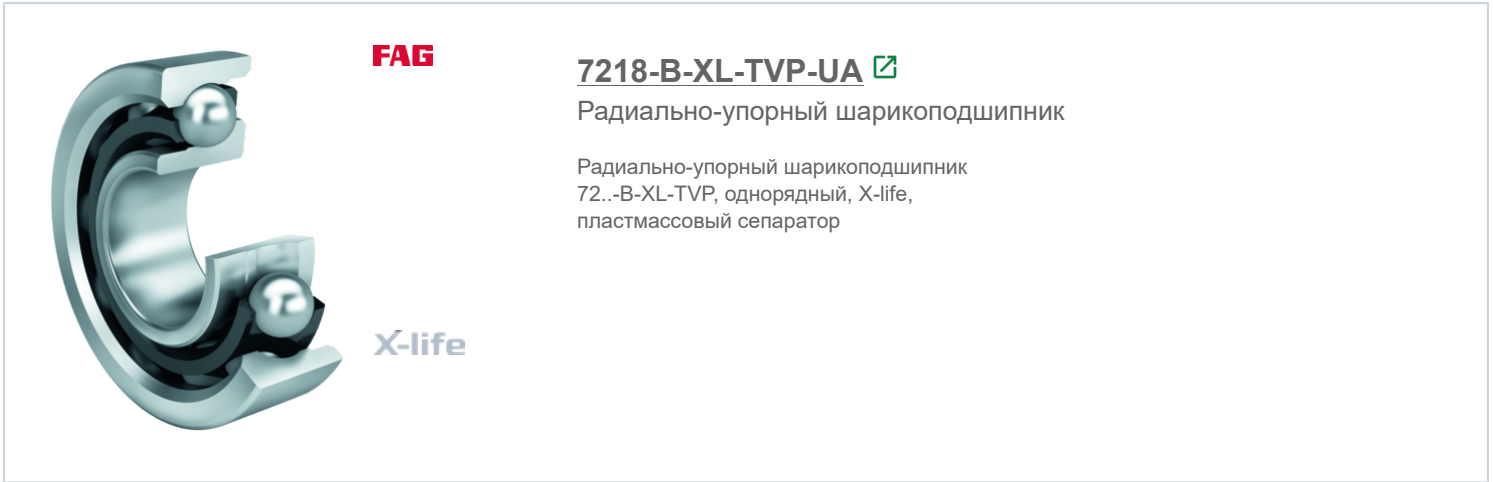 FAG
7218-B-XL-TVP-UA
Радиально-упорный шарикоподшипник
Радиально-упорный шарикоподшипник
72..-B-XL-TVP, однорядный, X-life,
пластмассовый сепаратор
X-life